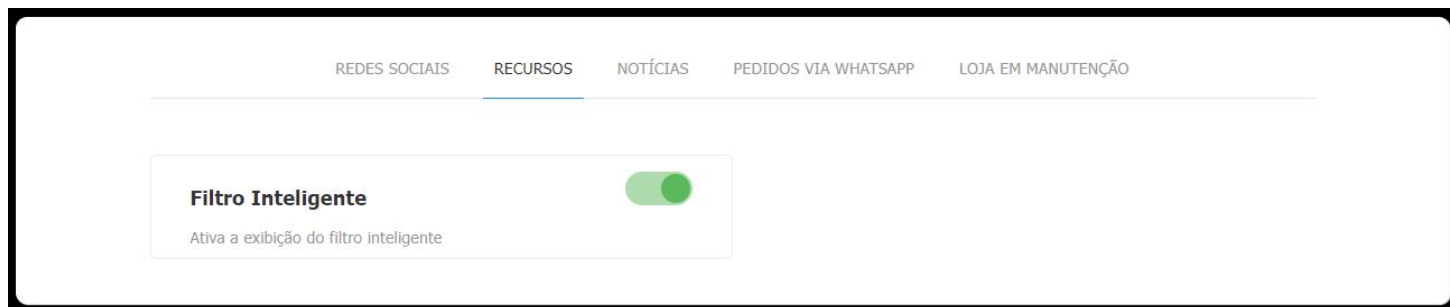 REDES SOCIAIS RECURSOS NOTÍCIAS PEDIDOS VIA WHATSAPP LOJA EM MANUTENÇÃO
Filtro Inteligente
Ativa a exibição do filtro inteligente